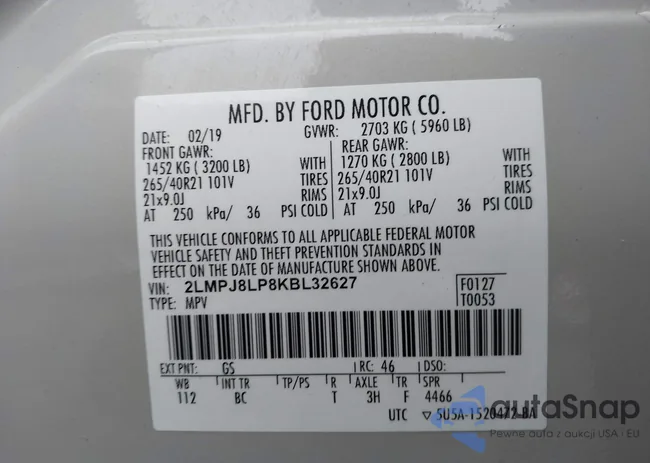 MFD. BY FORD MOTOR CO.
DATE: 02/19 GVWR: 2703 KG (5960 LB)
FRONT GAWR: REAR GAWR:
1452 KG (3200 LB) WITH 1270 KG (2800 LB) WITH
265/40R21 101V TIRES 265/40R21 101V TIRES
21x9.0J RIMS 21x9.0J RIMS
AT 250 kPa/ 36 PSI COLD AT 250 kPa/ 36 PSI COLD
THIS VEHICLE CONFORMS TO ALL APPLICABLE FEDERAL MOTOR
VEHICLE SAFETY AND THEFT PREVENTION STANDARDS IN
EFFECT ON THE DATE OF MANUFACTURE SHOWN ABOVE.
VIN: 2LMPJ8LP8KBL32627 F0127
TYPE: MPV T0053
EXT PNT: GS RC: 46 DSO:
WB INT TR TP/PS R AXLE TR SPR
112 BC T 3H F 4466
UTC ▽ 5U5A-1520472-BA
autoSnap
Pewne auta z aukcji USA i EU